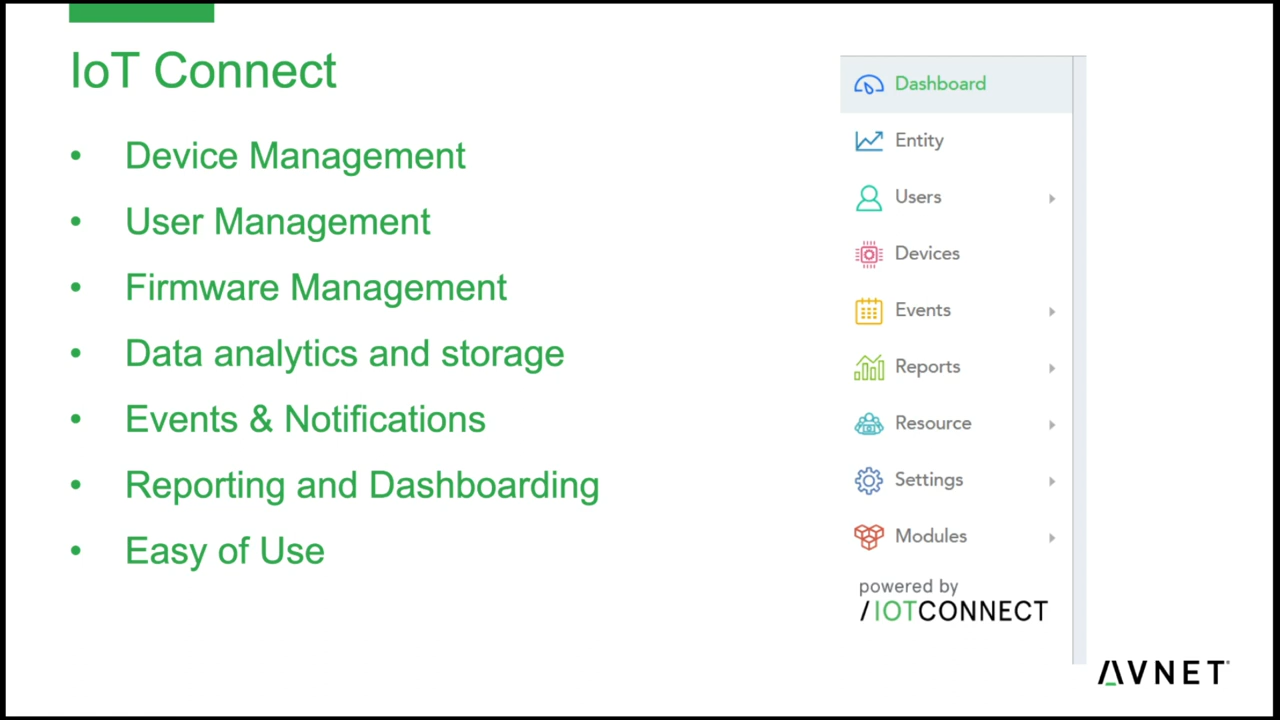 IoT Connect
• Device Management
• User Management
• Firmware Management
• Data analytics and storage
• Events & Notifications
• Reporting and Dashboarding
• Easy of Use
Dashboard
Entity
Users
Devices
Events
Reports
Resource
Settings
Modules
powered by
/IOTCONNECT
AVNET